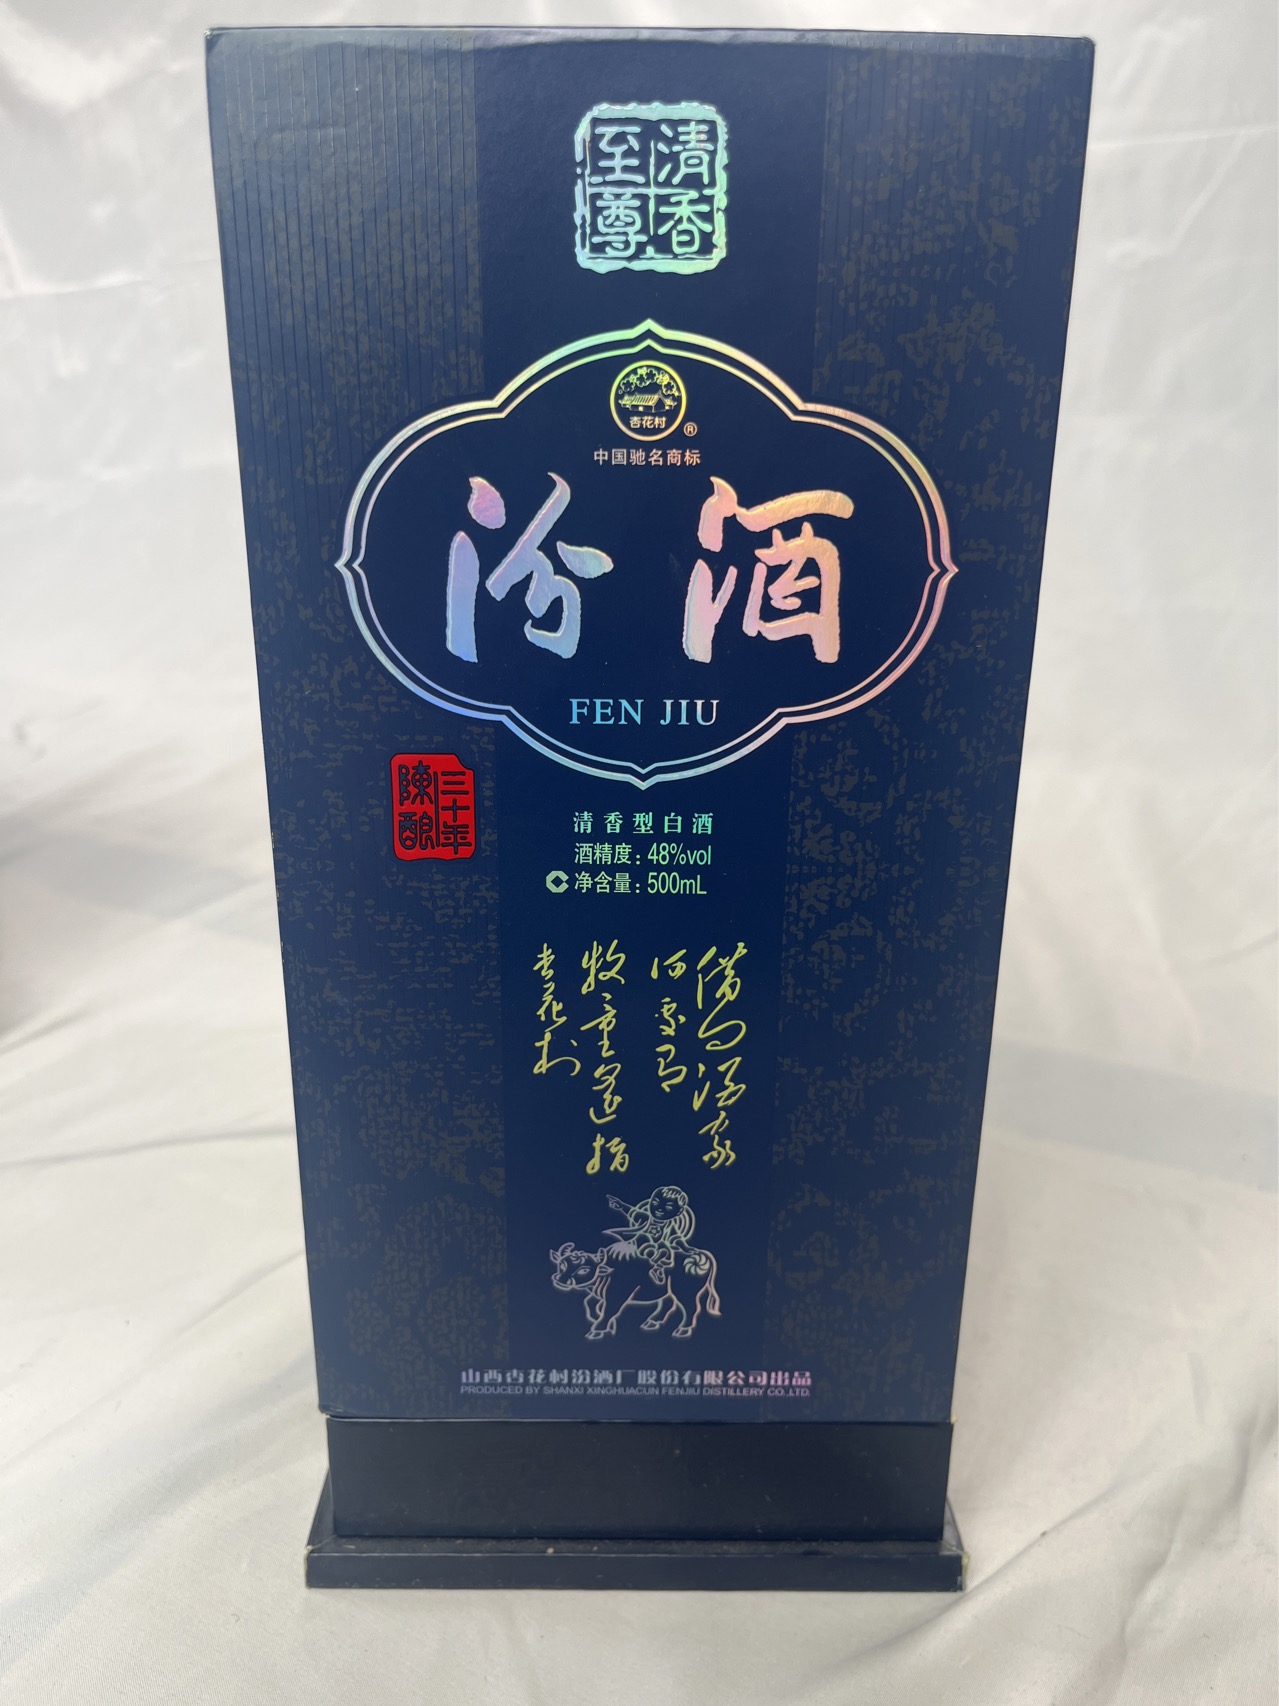 清香
至尊
杏花村
®
中国驰名商标
汾酒
FEN JIU
三十年
陳酿
清香型白酒
酒精度：48%vol
净含量：500mL
借问酒家
何处有
牧童遥指
杏花村
山西杏花村汾酒厂股份有限公司出品
PRODUCED BY SHANXI XINGHUACUN FENJIU DISTILLERY CO.,LTD.